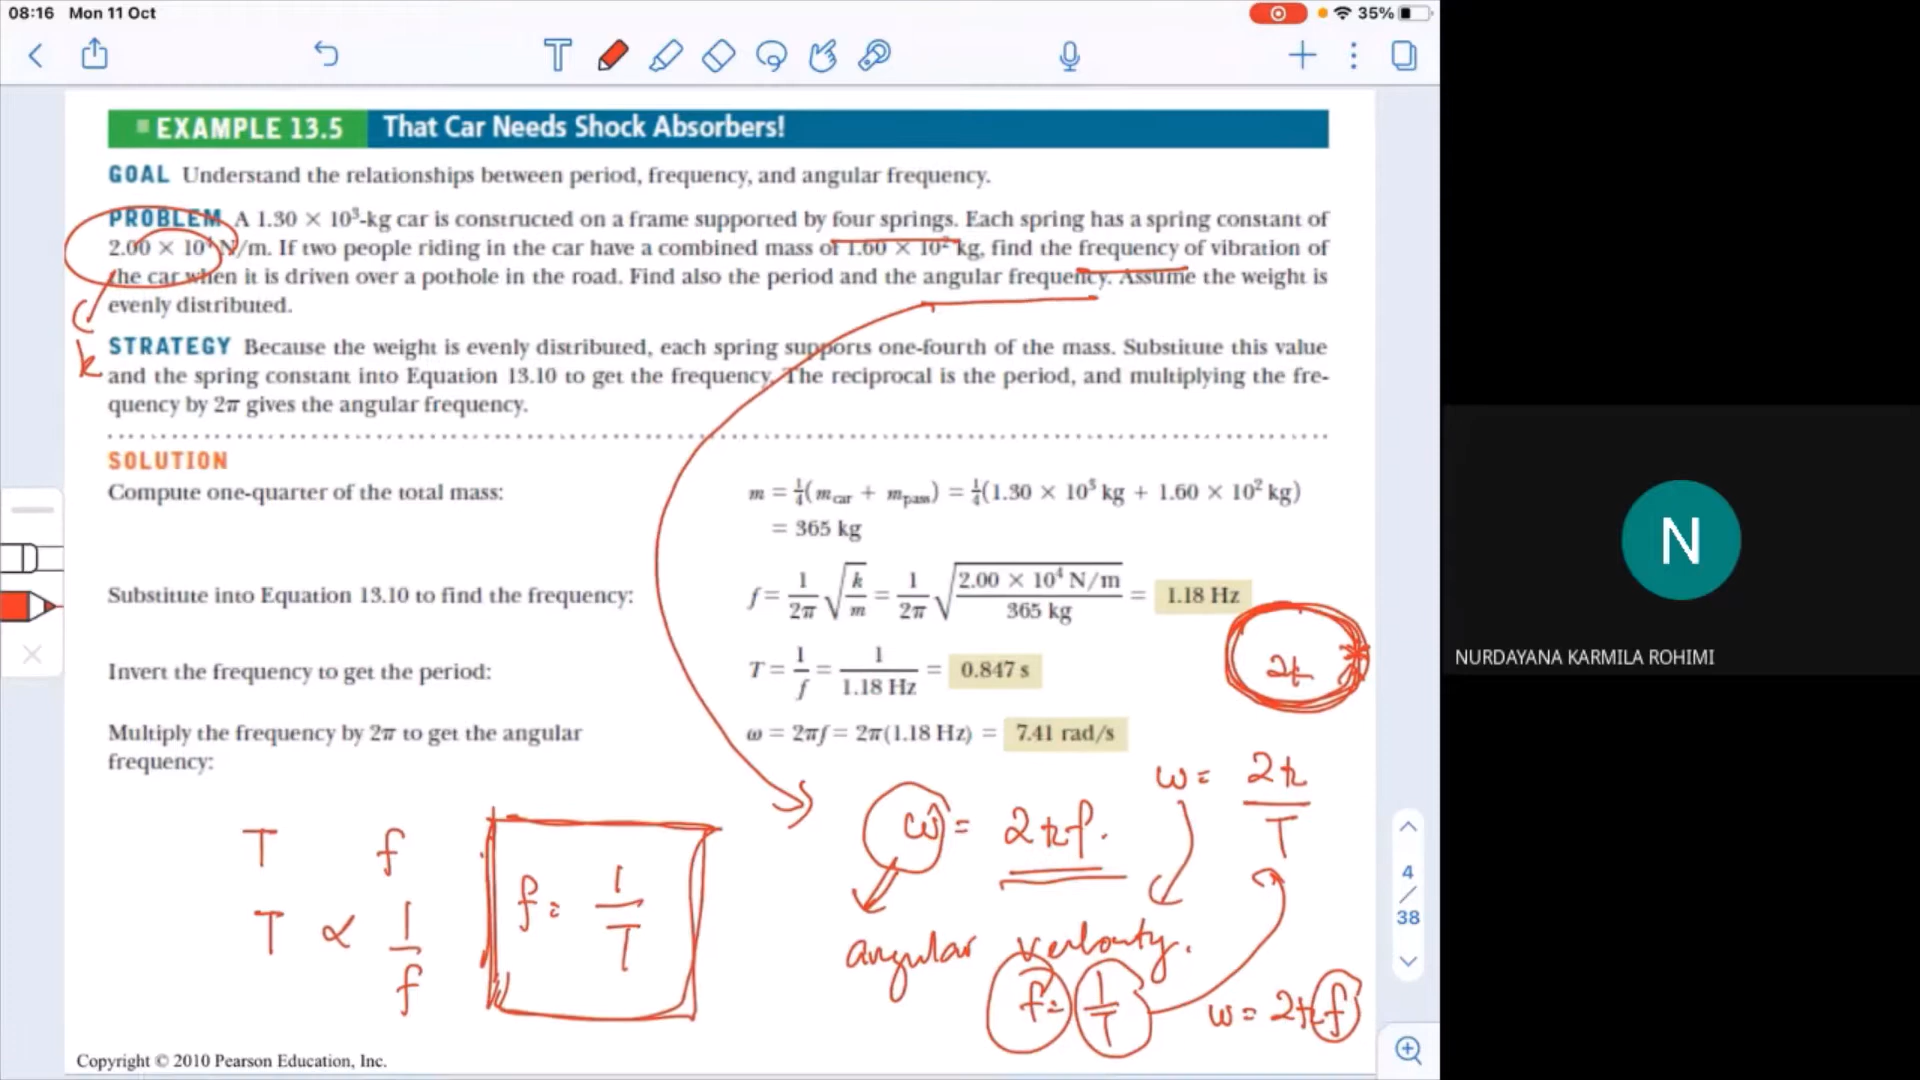 08:16 Mon 11 Oct
35%
EXAMPLE 13.5 That Car Needs Shock Absorbers!
GOAL Understand the relationships between period, frequency, and angular frequency.
PROBLEM A 1.30 × 10³-kg car is constructed on a frame supported by four springs. Each spring has a spring constant of
2.00 × 10⁴ N/m. If two people riding in the car have a combined mass of 1.60 × 10² kg, find the frequency of vibration of
the car when it is driven over a pothole in the road. Find also the period and the angular frequency. Assume the weight is
evenly distributed.
k
STRATEGY Because the weight is evenly distributed, each spring supports one-fourth of the mass. Substitute this value
and the spring constant into Equation 13.10 to get the frequency. The reciprocal is the period, and multiplying the fre-
quency by 2π gives the angular frequency.
SOLUTION
Compute one-quarter of the total mass: m = ¼(m_car + m_pass) = ¼(1.30 × 10³ kg + 1.60 × 10² kg)
= 365 kg
Substitute into Equation 13.10 to find the frequency: f = 1/2π √(k/m) = 1/2π √(2.00 × 10⁴ N/m / 365 kg) = 1.18 Hz
2π
Invert the frequency to get the period: T = 1/f = 1/1.18 Hz = 0.847 s
Multiply the frequency by 2π to get the angular
frequency:
ω = 2πf = 2π(1.18 Hz) = 7.41 rad/s
ω = 2π/T
T f
T ∝ 1/f
f = 1/T
ω = 2πf.
angular
f = 1/T
ω = 2πf
4
/
38
Copyright © 2010 Pearson Education, Inc.
N
NURDAYANA KARMILA ROHIMI